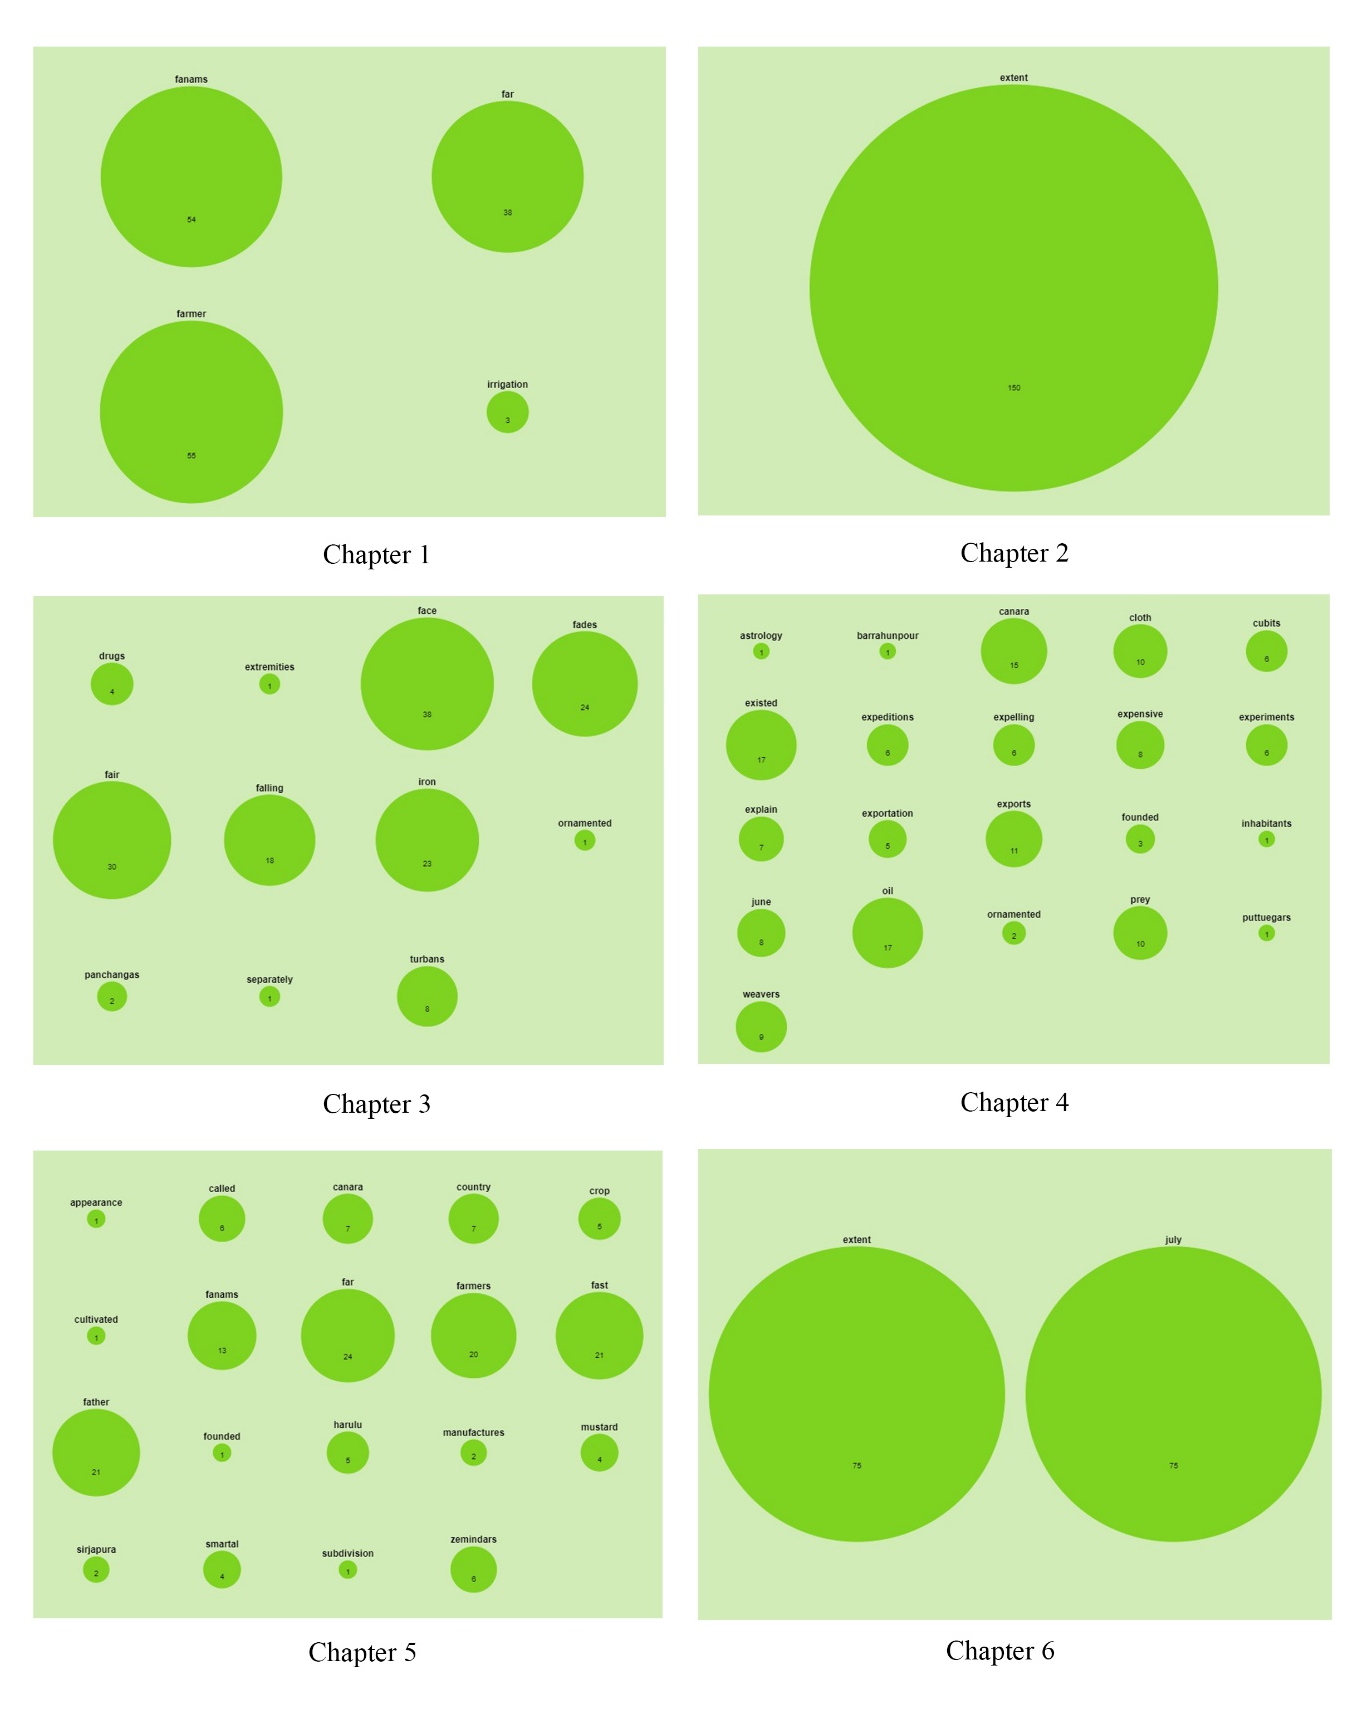 fanams
54
far
38
farmer
55
irrigation
3
Chapter 1
extent
150
Chapter 2
drugs
4
extremities
1
face
38
fades
24
fair
30
falling
18
iron
23
ornamented
1
panchangas
2
separately
1
turbans
8
Chapter 3
astrology
1
barrahunpour
1
canara
15
cloth
10
cubits
6
existed
17
expeditions
6
expelling
6
expensive
8
experiments
6
explain
7
exportation
5
exports
11
founded
3
inhabitants
1
june
8
oil
17
ornamented
2
prey
10
puttuegars
1
weavers
9
Chapter 4
appearance
1
called
6
canara
7
country
7
crop
5
cultivated
1
fanams
13
far
24
farmers
20
fast
21
father
21
founded
1
harulu
5
manufactures
2
mustard
4
sirjapura
2
smartal
4
subdivision
1
zemindars
6
Chapter 5
extent
75
july
75
Chapter 6